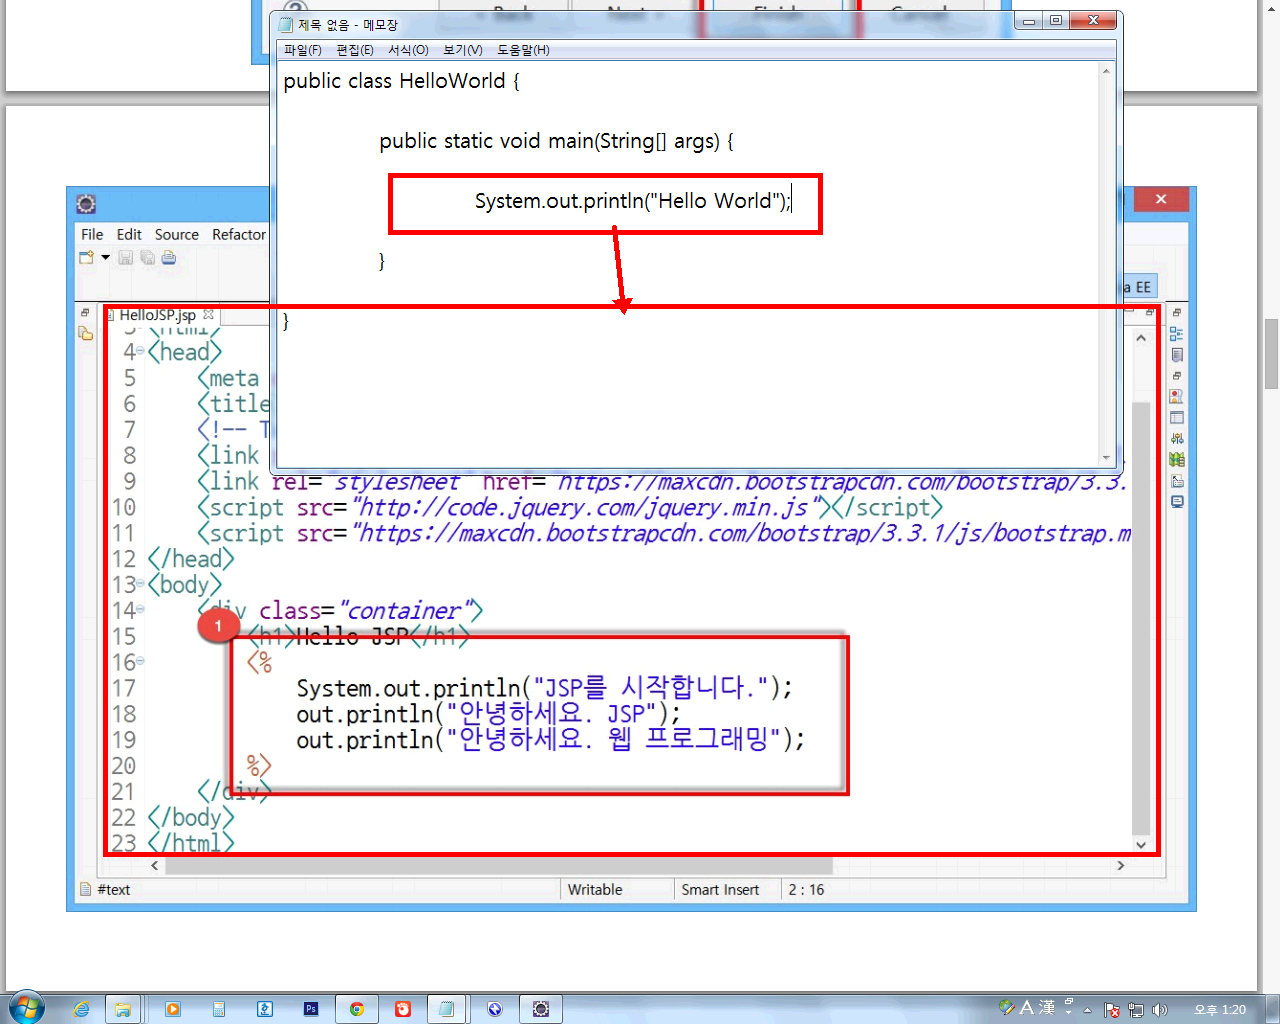 < Back Next > Finish Cancel
제목 없음 - 메모장
파일(F) 편집(E) 서식(O) 보기(V) 도움말(H)
public class HelloWorld {
public static void main(String[] args) {
System.out.println("Hello World");
}
}
File Edit Source Refactor
a EE
HelloJSP.jsp
3 <html>
4 <head>
5 <meta
6 <title
7 <!-- T
8 <link
9 <link rel="stylesheet" href="https://maxcdn.bootstrapcdn.com/bootstrap/3.3.
10 <script src="http://code.jquery.com/jquery.min.js"></script>
11 <script src="https://maxcdn.bootstrapcdn.com/bootstrap/3.3.1/js/bootstrap.m
12 </head>
13 <body>
14 <div class="container">
1
15 <h1>Hello JSP</h1>
16 <%
17 System.out.println("JSP를 시작합니다.");
18 out.println("안녕하세요. JSP");
19 out.println("안녕하세요. 웹 프로그래밍");
20 %>
21 </div>
22 </body>
23 </html>
#text Writable Smart Insert 2 : 16
Ps A 漢 오후 1:20